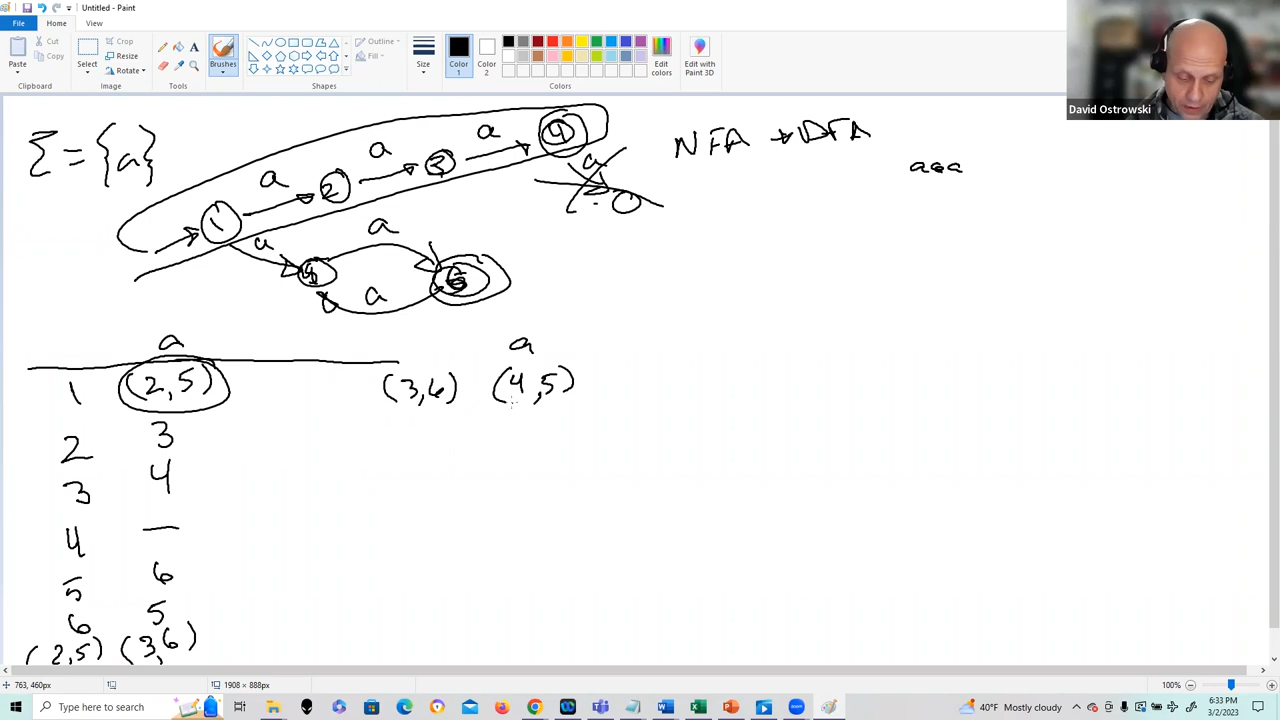 Untitled - Paint
File Home View
Paste
Cut
Copy
Clipboard
Select
Crop
Resize
Rotate
Image
Tools
Brushes
Shapes
Outline
Fill
Size
Color 1
Color 2
Edit colors
Colors
Edit with Paint 3D
David Ostrowski
Σ = {a}
NFA → DFA
aaa
1 a 2 a 3 a 4
a
a a
a
a a
1 (2,5) (3,6) (4,5)
2 3
3 4
4 —
5 6
6 5
(2,5) (3,6)
763, 460px 1908 × 888px 100%
Type here to search
40°F Mostly cloudy
6:33 PM
3/2/2023